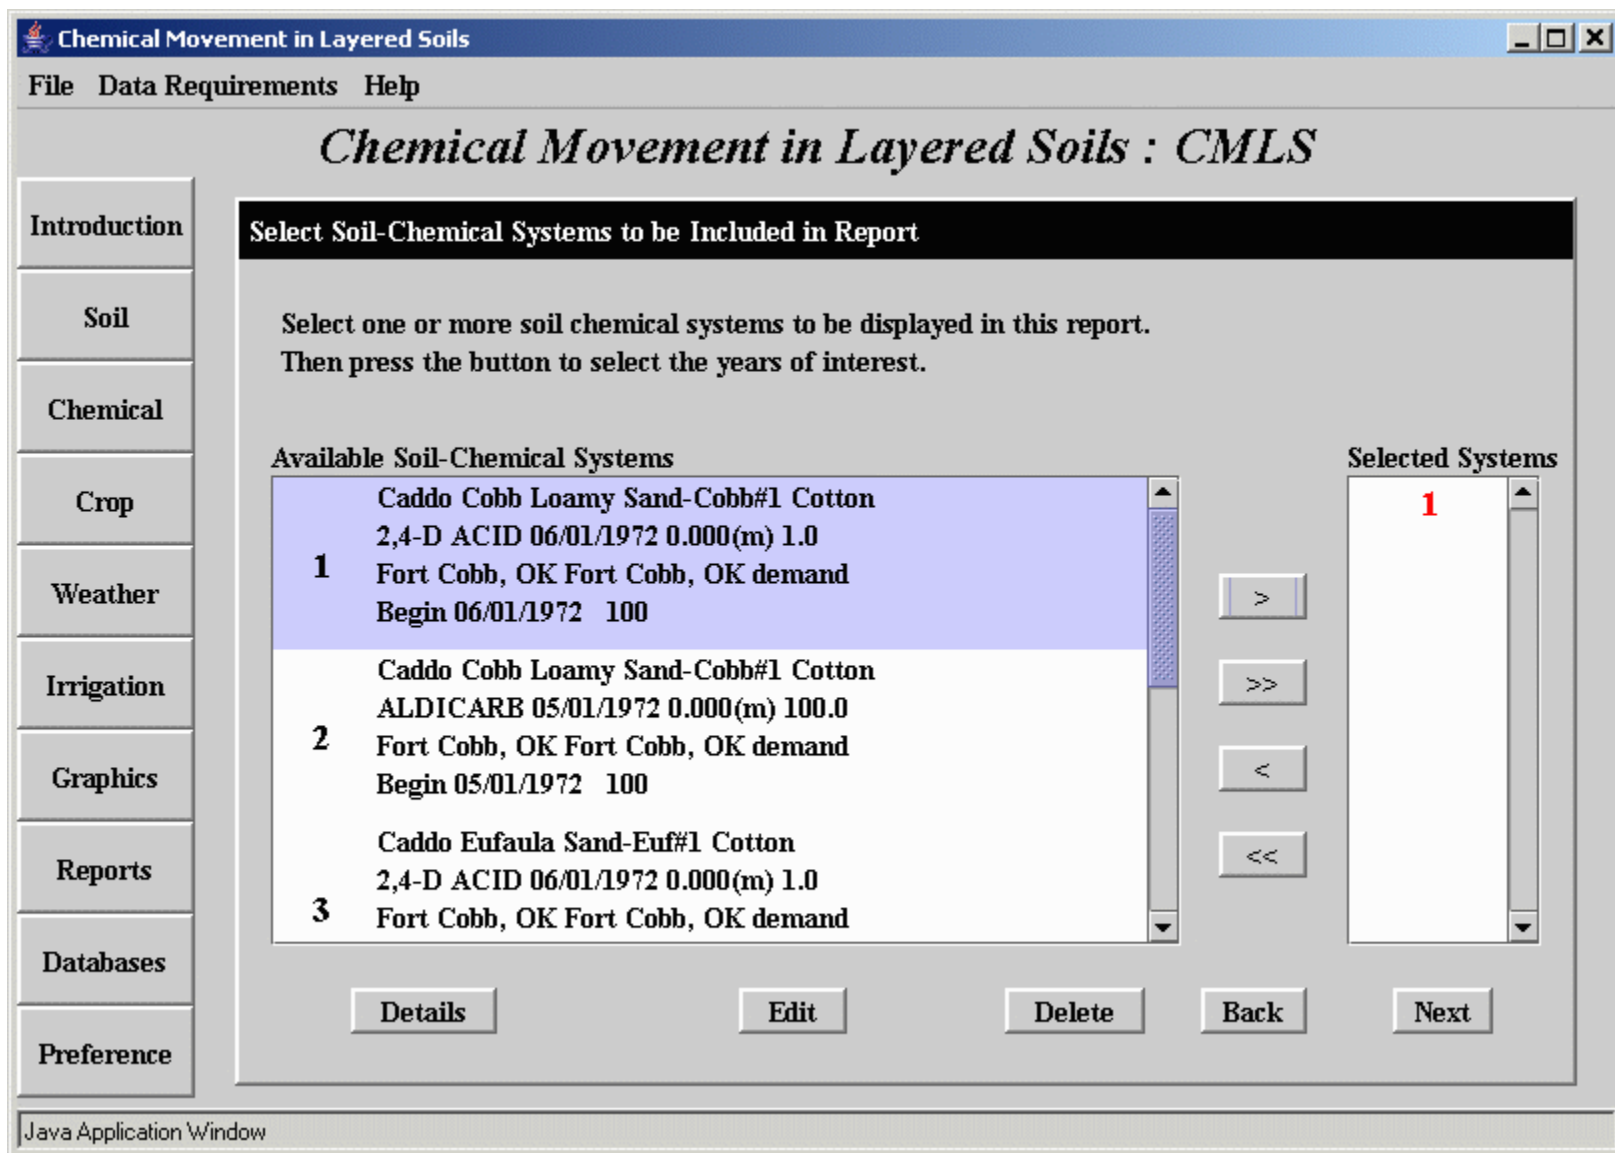 Chemical Movement in Layered Soils
File Data Requirements Help
Chemical Movement in Layered Soils : CMLS
Introduction
Soil
Chemical
Crop
Weather
Irrigation
Graphics
Reports
Databases
Preference
Select Soil-Chemical Systems to be Included in Report
Select one or more soil chemical systems to be displayed in this report.
Then press the button to select the years of interest.
Available Soil-Chemical Systems
1
Caddo Cobb Loamy Sand-Cobb#1 Cotton
2,4-D ACID 06/01/1972 0.000(m) 1.0
Fort Cobb, OK Fort Cobb, OK demand
Begin 06/01/1972 100
2
Caddo Cobb Loamy Sand-Cobb#1 Cotton
ALDICARB 05/01/1972 0.000(m) 100.0
Fort Cobb, OK Fort Cobb, OK demand
Begin 05/01/1972 100
3
Caddo Eufaula Sand-Euf#1 Cotton
2,4-D ACID 06/01/1972 0.000(m) 1.0
Fort Cobb, OK Fort Cobb, OK demand
>
>>
<
<<
Selected Systems
1
Details Edit Delete Back Next
Java Application Window